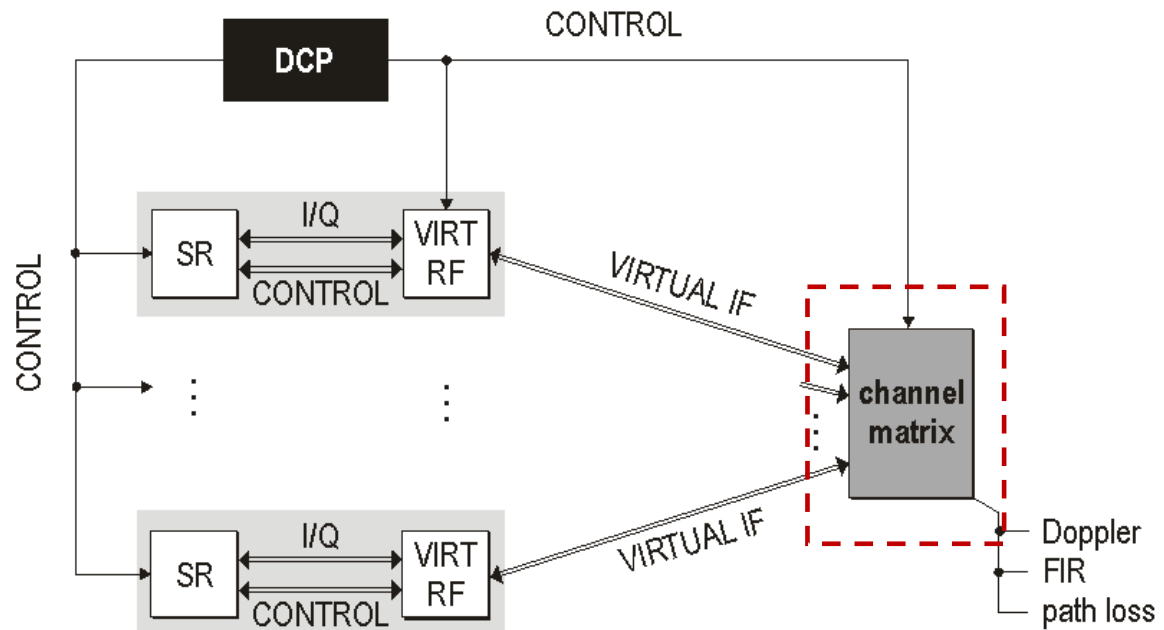 CONTROL
DCP
I/Q
SR
VIRT
RF
CONTROL
VIRTUAL IF
CONTROL
channel
matrix
I/Q
SR
VIRT
RF
CONTROL
VIRTUAL IF
Doppler
FIR
path loss